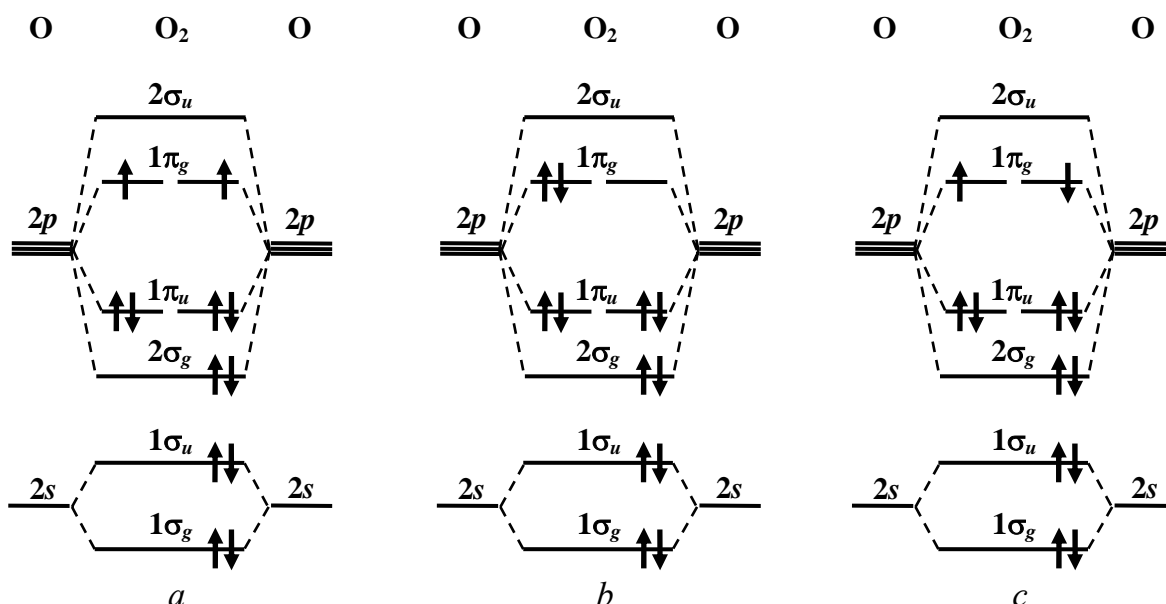 O O₂ O O O₂ O O O₂ O
2σu 2σu 2σu
1πg 1πg 1πg
2p 2p 2p 2p 2p 2p
1πu 1πu 1πu
2σg 2σg 2σg
1σu 1σu 1σu
2s 2s 2s 2s 2s 2s
1σg 1σg 1σg
a b c